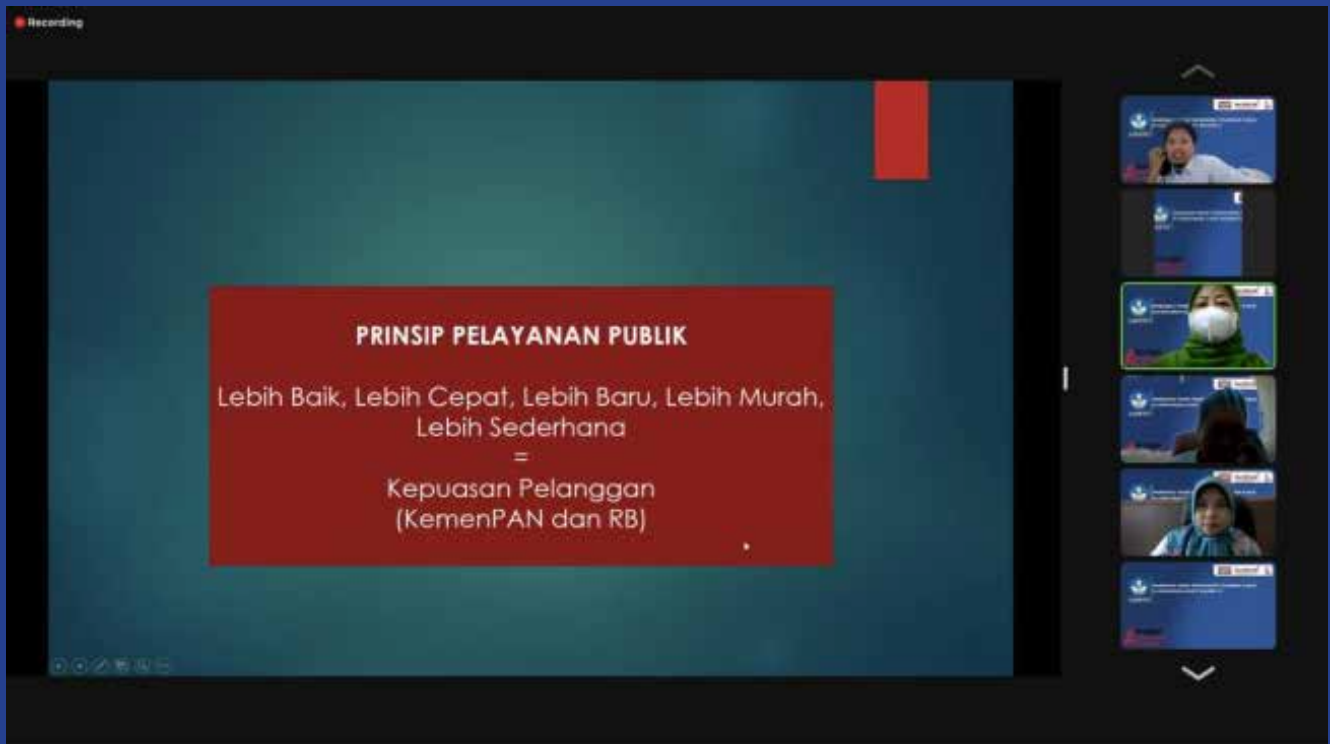 Recording
PRINSIP PELAYANAN PUBLIK
Lebih Baik, Lebih Cepat, Lebih Baru, Lebih Murah,
Lebih Sederhana
=
Kepuasan Pelanggan
(KemenPAN dan RB)